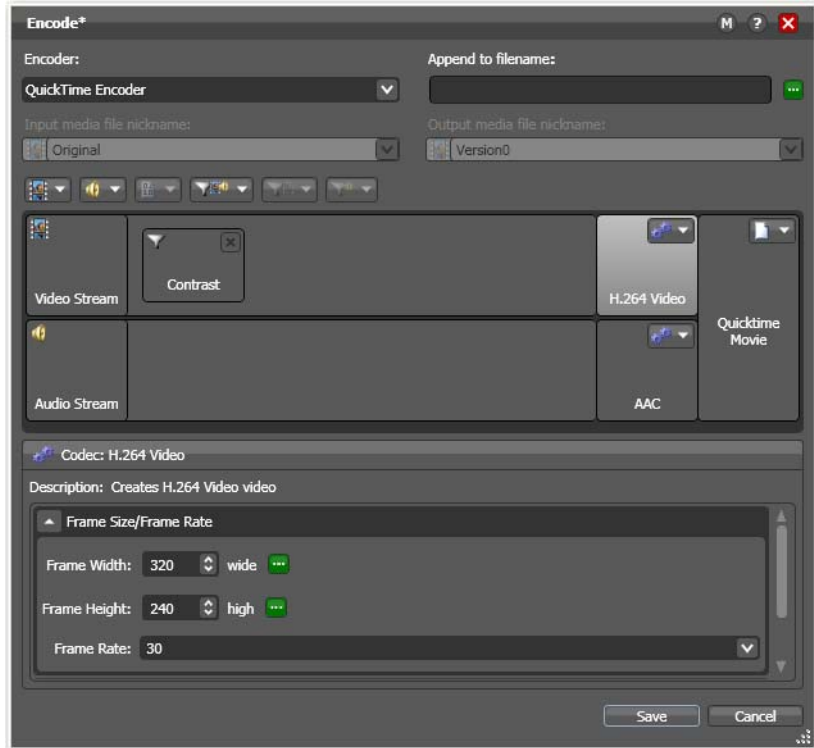 Encode*
M ?
Encoder:
Append to filename:
QuickTime Encoder
Input media file nickname:
Output media file nickname:
Original
Version0
Contrast
Video Stream
H.264 Video
Quicktime
Movie
Audio Stream
AAC
Codec: H.264 Video
Description: Creates H.264 Video video
Frame Size/Frame Rate
Frame Width: 320 wide
Frame Height: 240 high
Frame Rate: 30
Save Cancel